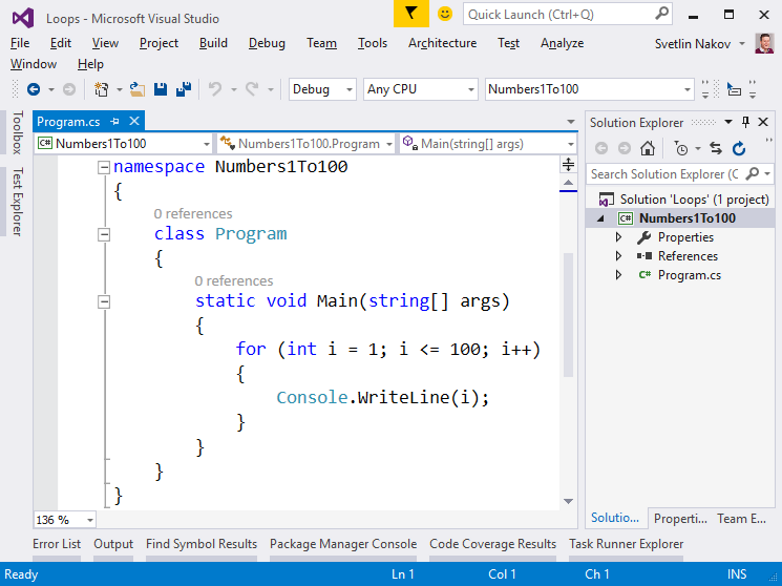 Loops - Microsoft Visual Studio
Quick Launch (Ctrl+Q)
File Edit View Project Build Debug Team Tools Architecture Test Analyze Svetlin Nakov
Window Help
Debug Any CPU Numbers1To100
Toolbox
Test Explorer
Program.cs
C# Numbers1To100 Numbers1To100.Program Main(string[] args)
namespace Numbers1To100
{
0 references
class Program
{
0 references
static void Main(string[] args)
{
for (int i = 1; i <= 100; i++)
{
Console.WriteLine(i);
}
}
}
}
136 %
Solution Explorer
Search Solution Explorer (C
Solution 'Loops' (1 project)
C# Numbers1To100
Properties
References
C# Program.cs
Solutio... Properti... Team E...
Error List Output Find Symbol Results Package Manager Console Code Coverage Results Task Runner Explorer
Ready Ln 1 Col 1 Ch 1 INS